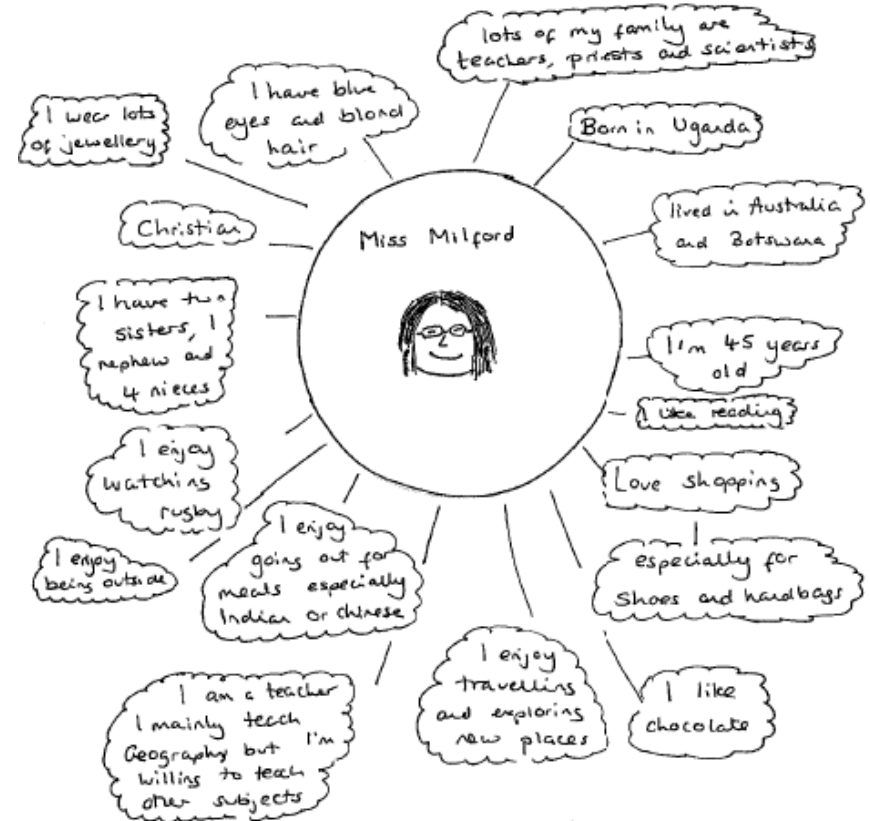 Miss Milford
lots of my family are
teachers, priests and scientists
Born in Uganda
lived in Australia
and Botswana
I'm 45 years
old
I like reading
Love shopping
especially for
Shoes and handbags
I like
chocolate
I enjoy
travelling
and exploring
new places
I am a teacher
I mainly teach
Geography but I'm
willing to teach
other subjects
I enjoy
going out for
meals especially
Indian or Chinese
I enjoy
being outside
I enjoy
watching
rugby
I have two
sisters, 1
nephew and
4 nieces
Christian
I wear lots
of jewellery
I have blue
eyes and blond
hair